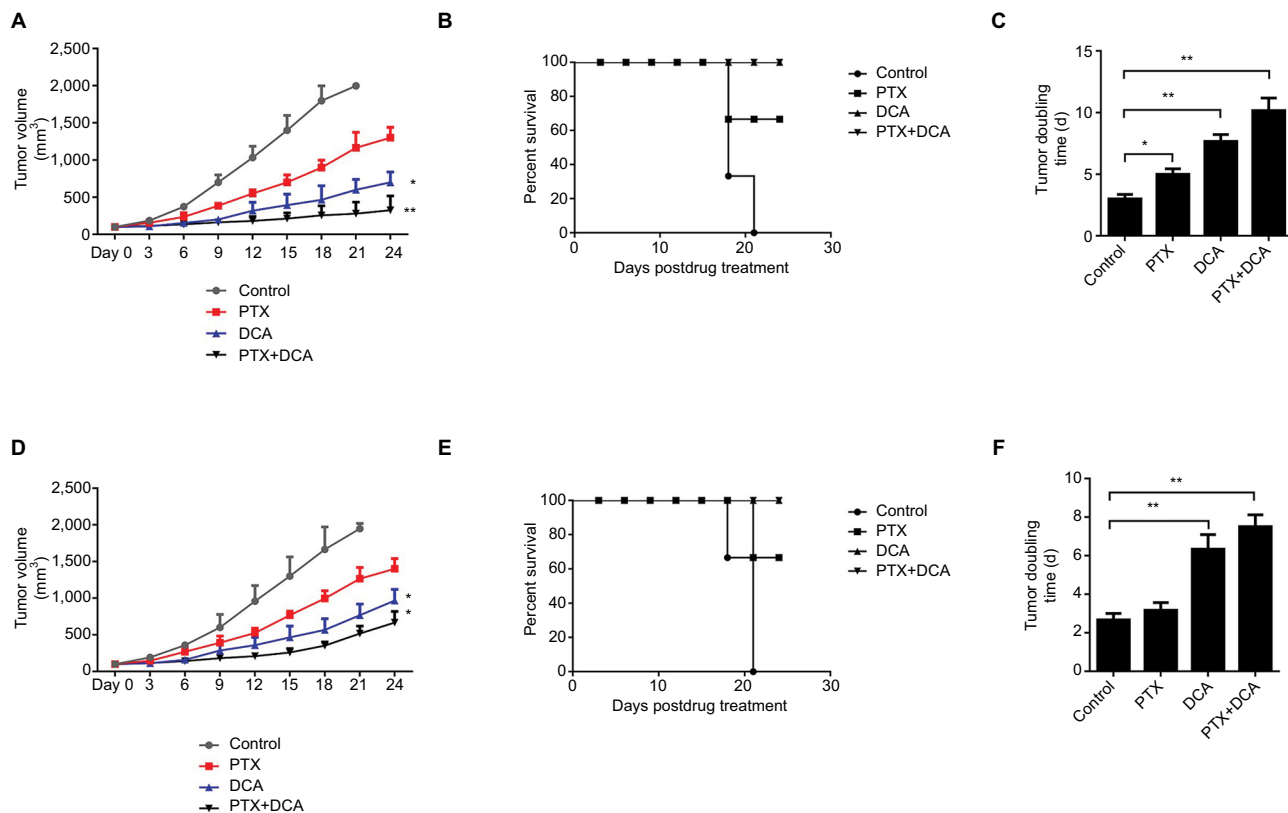 A
Tumor volume
(mm³)
2,500
2,000
1,500
1,000
500
0
Day 0 3 6 9 12 15 18 21 24
*
**
Control
PTX
DCA
PTX+DCA
B
Percent survival
100
80
60
40
20
0
0 10 20 30
Days postdrug treatment
Control
PTX
DCA
PTX+DCA
C
Tumor doubling
time (d)
15
10
5
0
**
**
*
Control PTX DCA PTX+DCA
D
Tumor volume
(mm³)
2,500
2,000
1,500
1,000
500
0
Day 0 3 6 9 12 15 18 21 24
*
*
Control
PTX
DCA
PTX+DCA
E
Percent survival
100
80
60
40
20
0
0 10 20 30
Days postdrug treatment
Control
PTX
DCA
PTX+DCA
F
Tumor doubling
time (d)
10
8
6
4
2
0
**
**
Control PTX DCA PTX+DCA